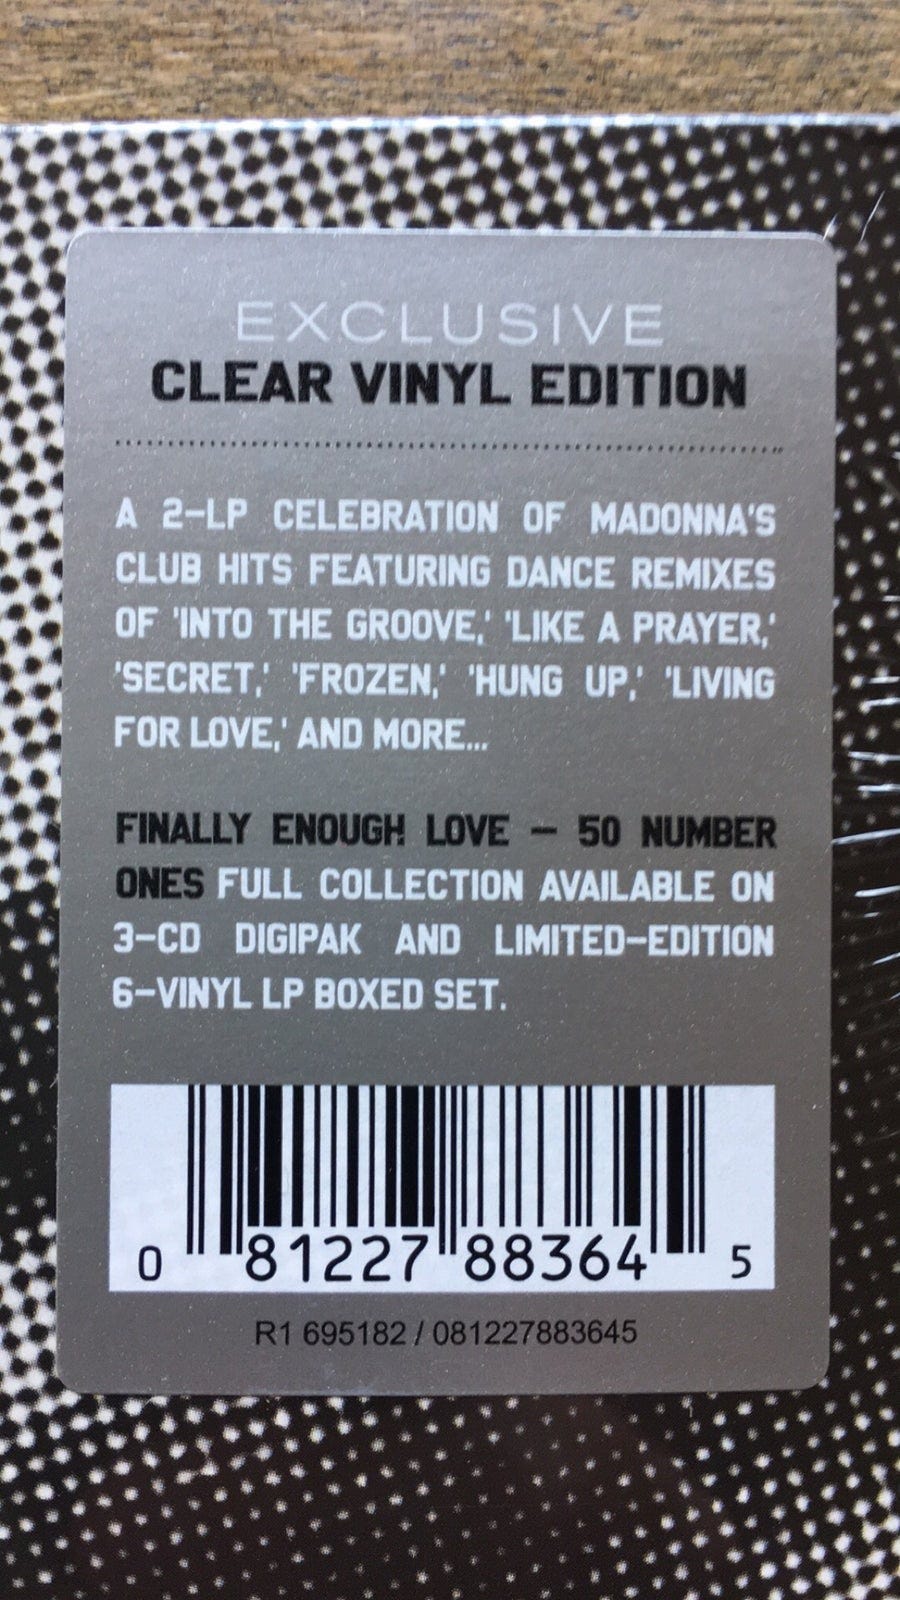 EXCLUSIVE
CLEAR VINYL EDITION
A 2-LP CELEBRATION OF MADONNA'S
CLUB HITS FEATURING DANCE REMIXES
OF 'INTO THE GROOVE,' 'LIKE A PRAYER,'
'SECRET,' 'FROZEN,' 'HUNG UP,' 'LIVING
FOR LOVE,' AND MORE...
FINALLY ENOUGH LOVE – 50 NUMBER
ONES FULL COLLECTION AVAILABLE ON
3-CD DIGIPAK AND LIMITED-EDITION
6-VINYL LP BOXED SET.
0 81227 88364 5
R1 695182 / 081227883645